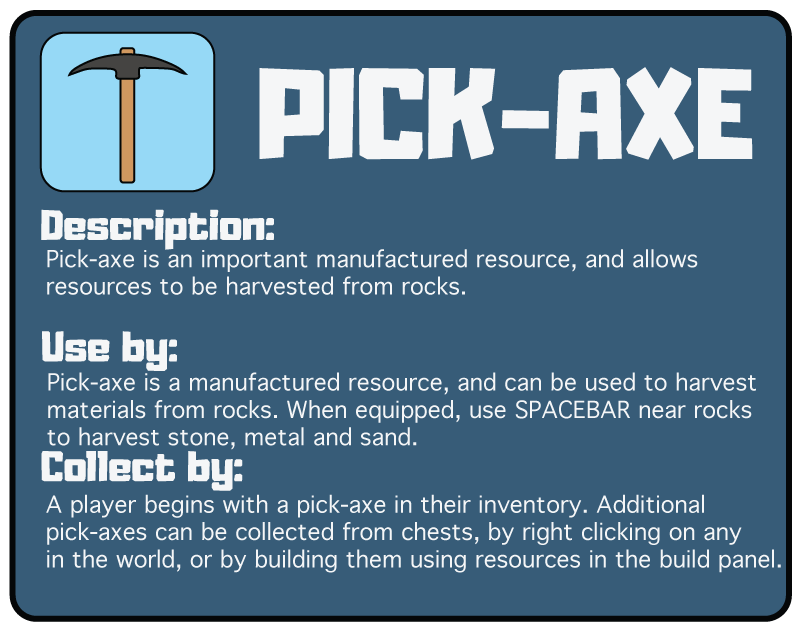 PICK-AXE
Description:
Pick-axe is an important manufactured resource, and allows
resources to be harvested from rocks.
Use by:
Pick-axe is a manufactured resource, and can be used to harvest
materials from rocks. When equipped, use SPACEBAR near rocks
to harvest stone, metal and sand.
Collect by:
A player begins with a pick-axe in their inventory. Additional
pick-axes can be collected from chests, by right clicking on any
in the world, or by building them using resources in the build panel.